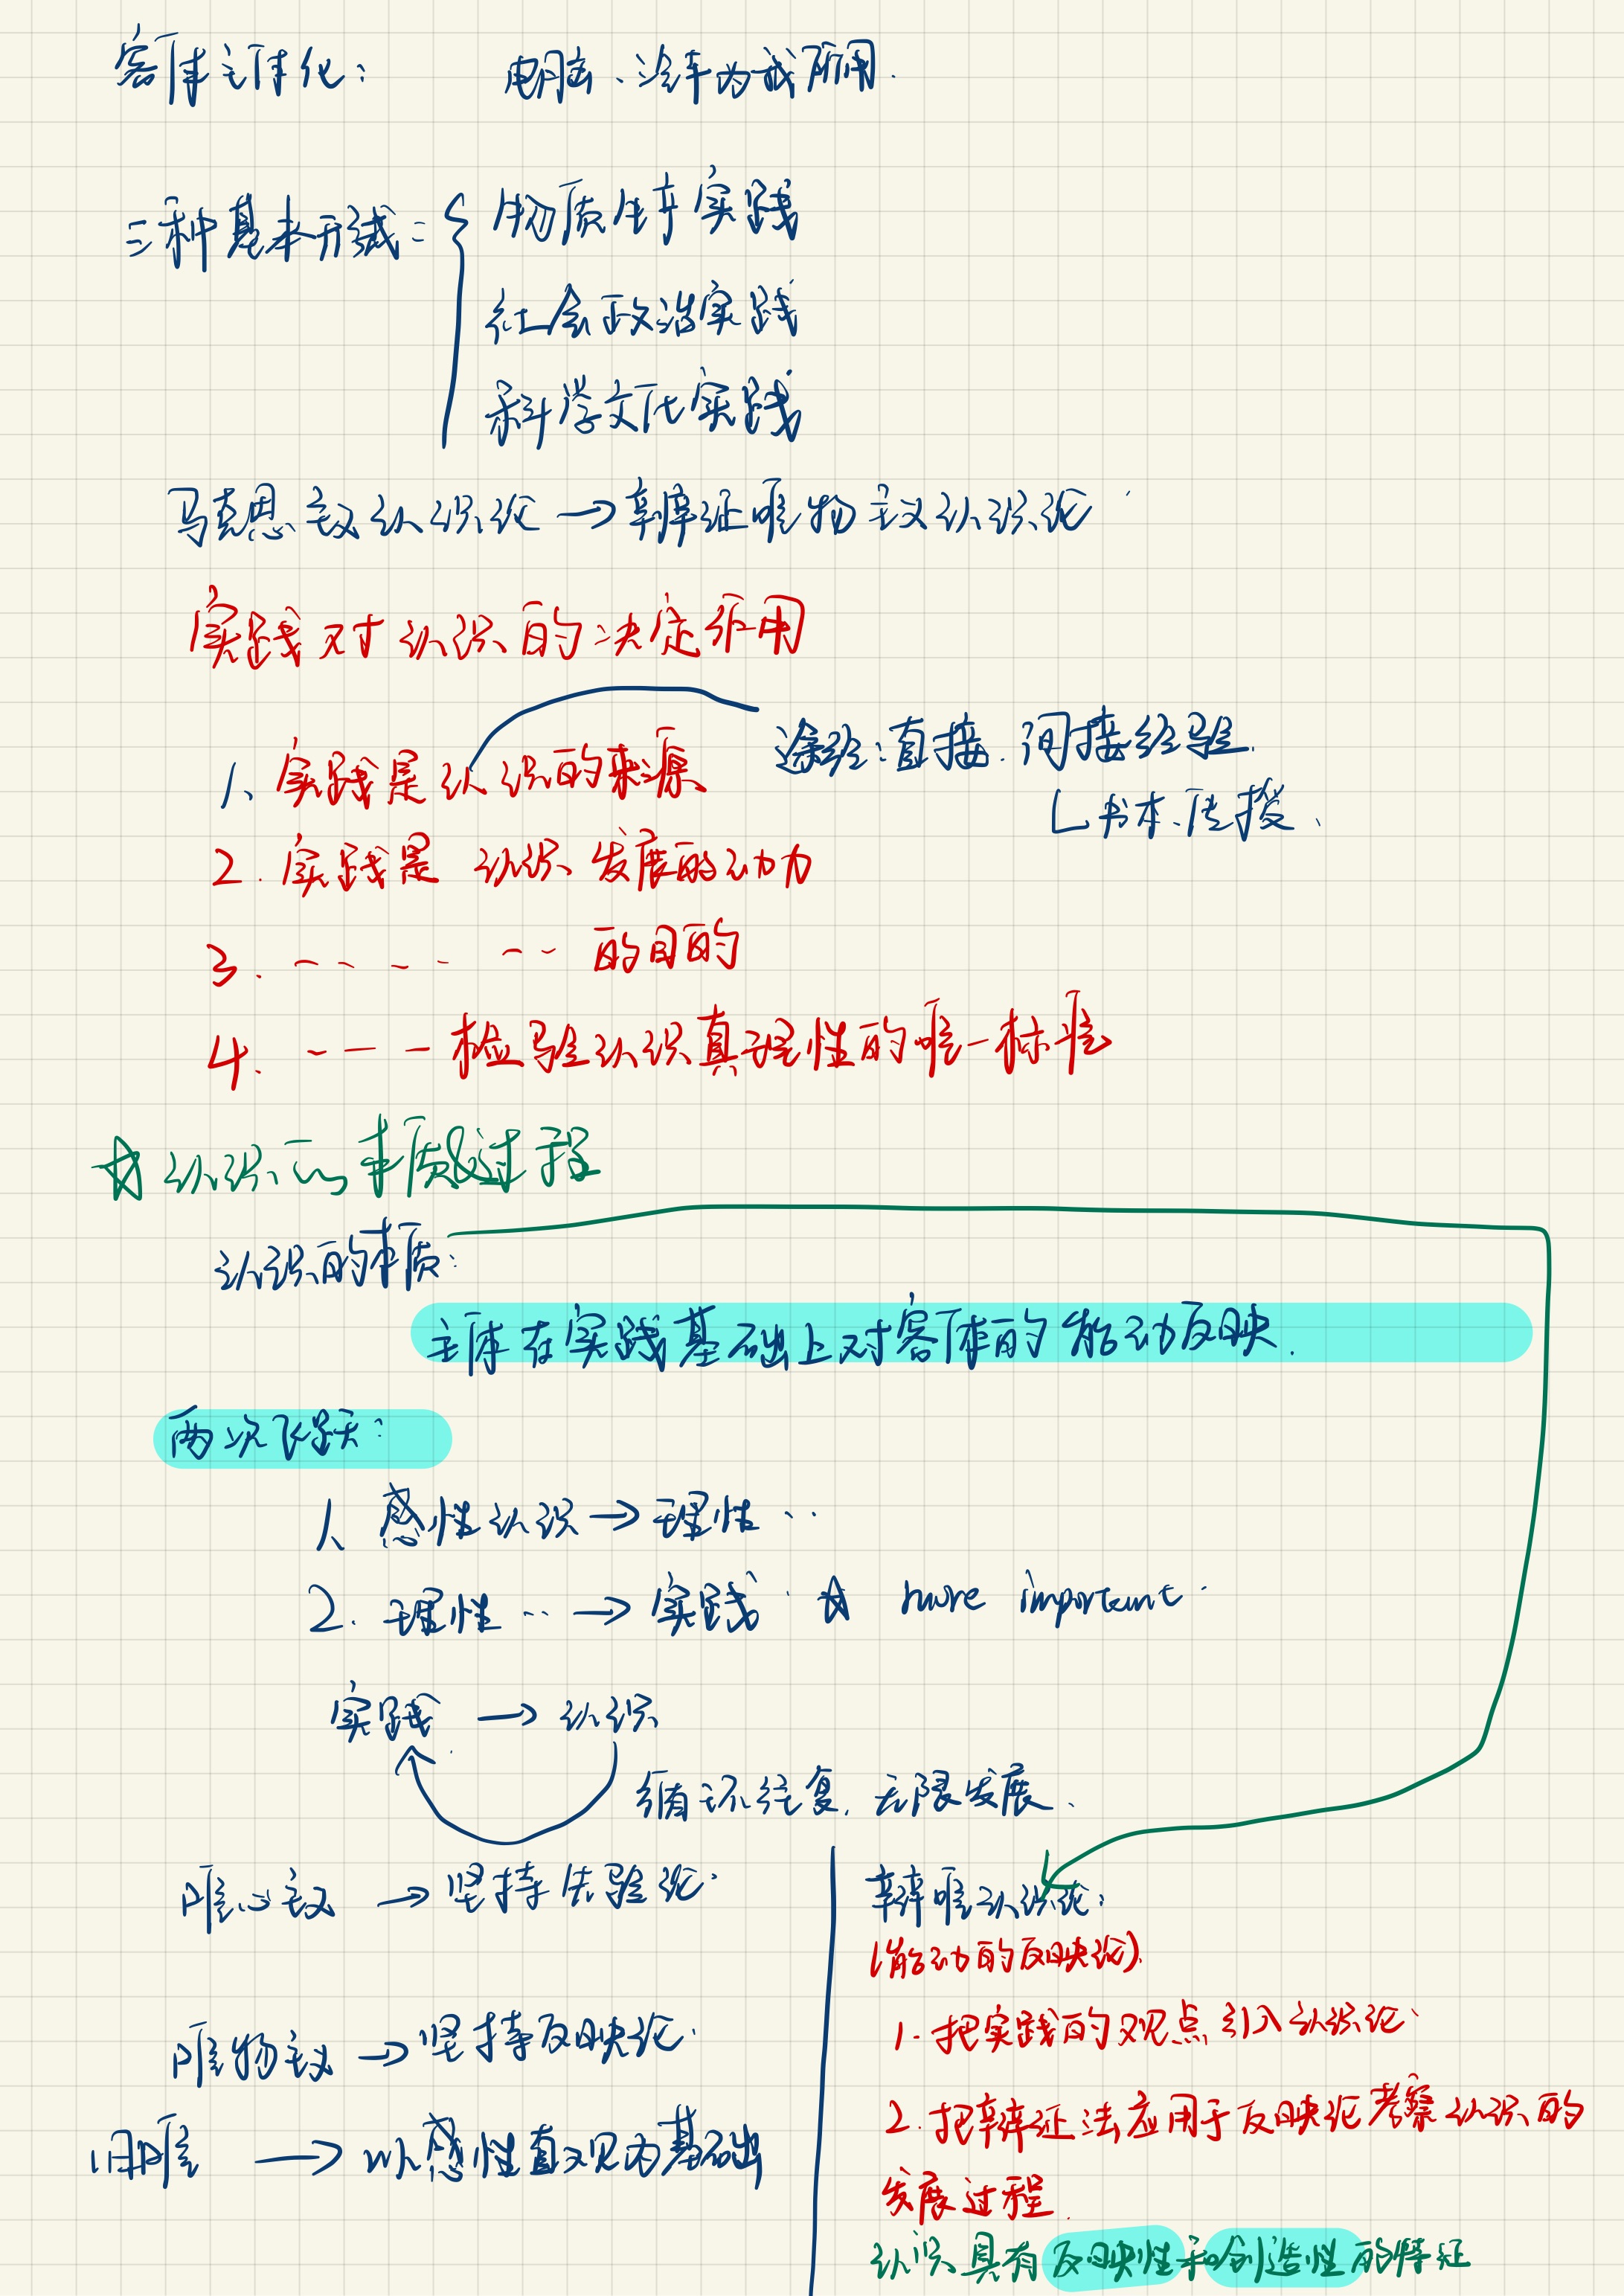 客体主体化： 电脑、汽车为我所用.
三种基本形式： 物质生产实践
社会政治实践
科学文化实践
马克思主义认识论 → 辩证唯物主义认识论
实践对认识的决定作用
1、实践是认识的来源 途径：直接.间接经验.
书本、传授、
2. 实践是 认识 发展的动力
3. ---- -- 的目的
4. ---- 检验认识真理性的唯一标准
☆ 认识的本质&过程
认识的本质：
主体在实践基础上对客体的能动反映.
两次飞跃：
1、感性认识 → 理性 ··
2. 理性 ·· → 实践 ☆ more important.
实践 → 认识
循环往复. 无限发展、
唯心主义 → 坚持先验论.
唯物主义 → 坚持反映论.
旧唯 → 以感性直观为基础
辩唯认识论：
(能动的反映论).
1. 把实践的观点引入认识论.
2. 把辩证法应用于反映论考察认识的
发展过程.
认识具有反映性和创造性的特征